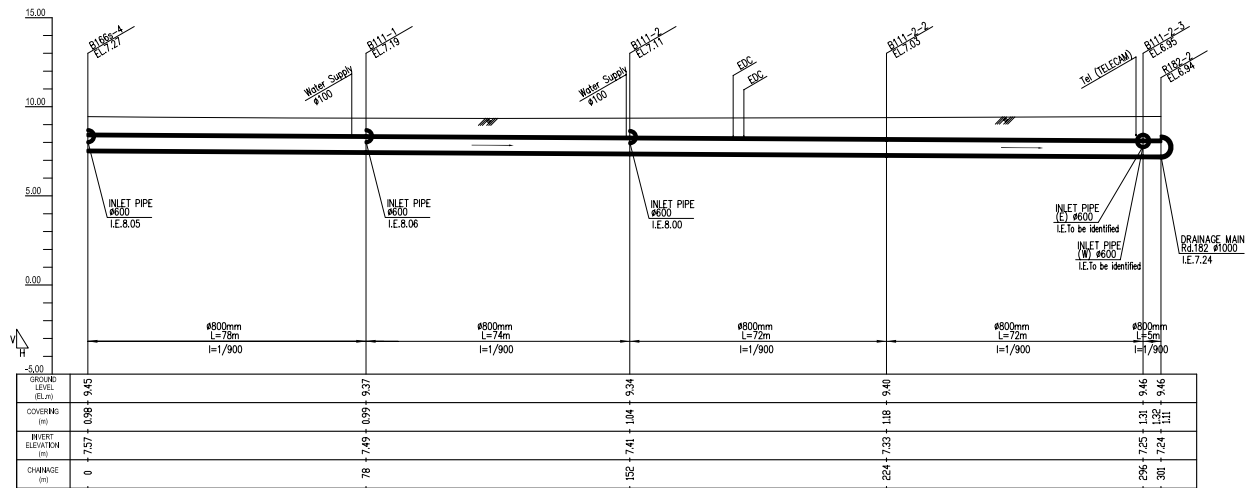 15.00
10.00
5.00
0.00
-5.00
V
H
B166a-4
EL.7.27
Water Supply
ø100
B111-1
EL.7.19
Water Supply
ø100
B111-2
EL.7.11
EDC
EDC
B111-2-2
EL.7.03
Tel (TELECAM)
B111-2-3
EL.6.95
R182-2
EL.6.94
INLET PIPE
ø600
I.E.8.05
INLET PIPE
ø600
I.E.8.06
INLET PIPE
ø600
I.E.8.00
INLET PIPE
(E) ø600
I.E.To be identified
INLET PIPE
(W) ø600
I.E.To be identified
DRAINAGE MAIN
Rd.182 ø1000
I.E.7.24
ø800mm
L=78m
I=1/900
ø800mm
L=74m
I=1/900
ø800mm
L=72m
I=1/900
ø800mm
L=72m
I=1/900
ø800mm
L=5m
I=1/900
GROUND
LEVEL
(EL.m)
9.45
9.37
9.34
9.40
9.46
9.46
COVERING
(m)
0.98
0.99
1.04
1.18
1.31
1.32
1.11
INVERT
ELEVATION
(m)
7.57
7.49
7.41
7.33
7.25
7.24
CHAINAGE
(m)
0
78
152
224
296
301